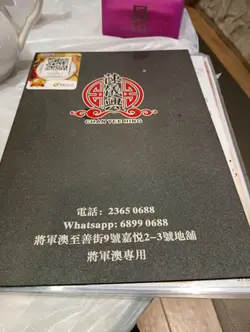 CHAN YEE HING
電話：2365 0688
Whatsapp: 6899 0688
將軍澳至善街9號嘉悅2-3號地舖
將軍澳專用